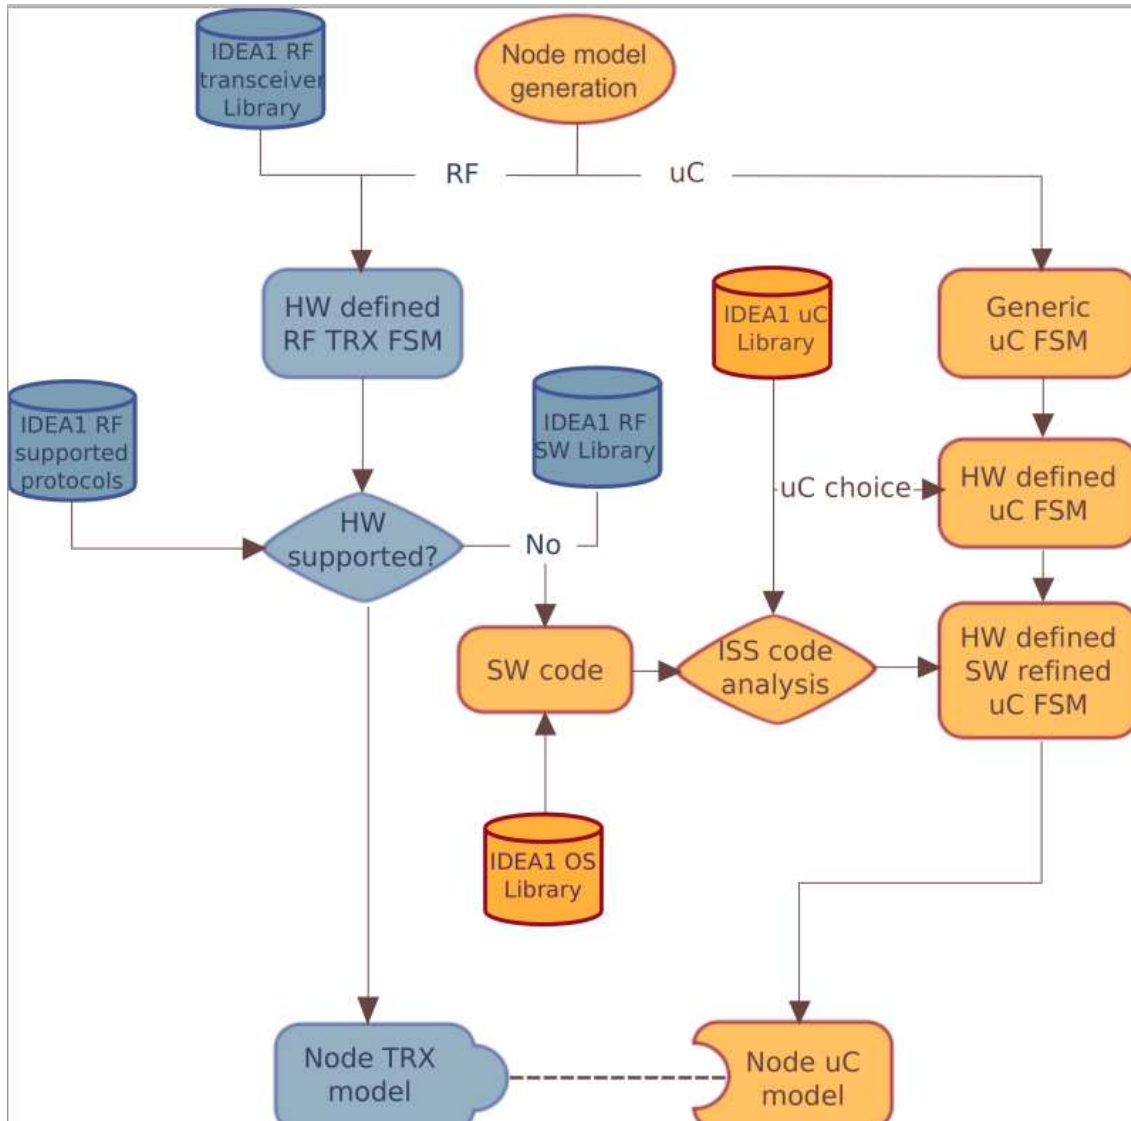 IDEA1 RF
transceiver
Library
Node model
generation
RF
uC
HW defined
RF TRX FSM
IDEA1 uC
Library
Generic
uC FSM
IDEA1 RF
supported
protocols
IDEA1 RF
SW Library
HW
supported?
No
uC choice
HW defined
uC FSM
SW code
ISS code
analysis
HW defined
SW refined
uC FSM
IDEA1 OS
Library
Node TRX
model
Node uC
model